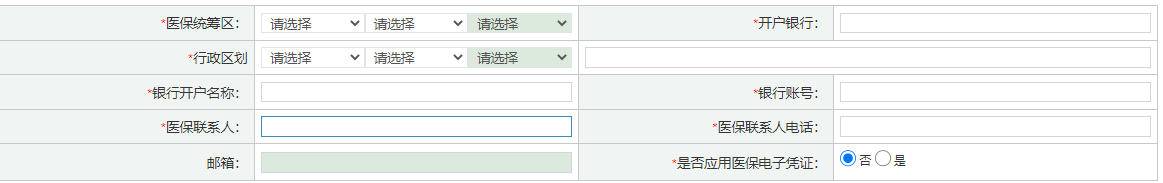 *医保统筹区： 请选择 请选择 请选择 *开户银行：
*行政区划 请选择 请选择 请选择
*银行开户名称： *银行账号：
*医保联系人： *医保联系人电话：
邮箱： *是否应用医保电子凭证： 否 是